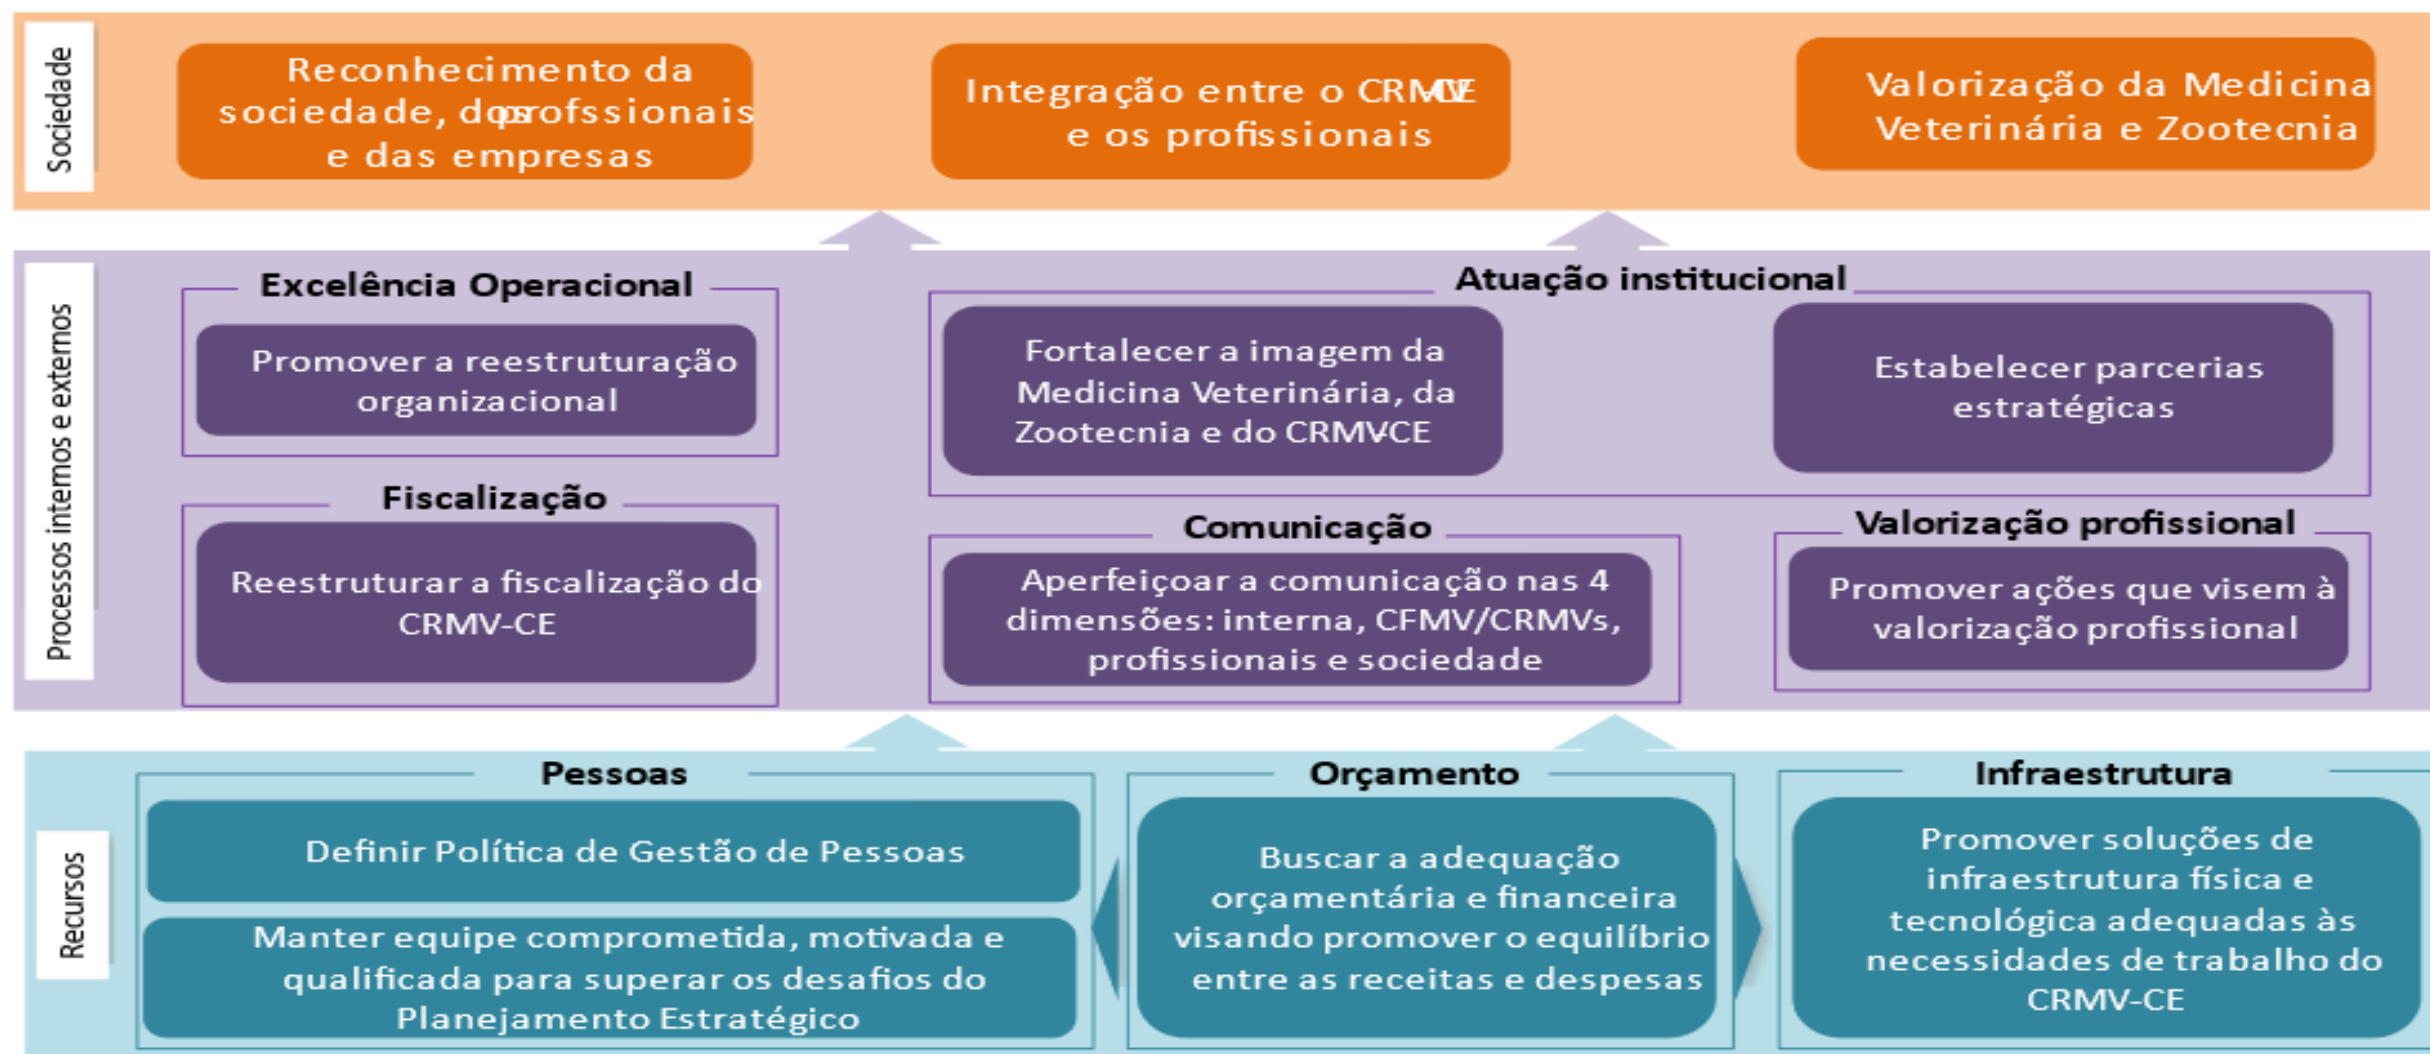 Sociedade
Reconhecimento da
sociedade, dos profssionais
e das empresas
Integração entre o CRMV-CE
e os profissionais
Valorização da Medicina
Veterinária e Zootecnia
Processos internos e externos
Excelência Operacional
Promover a reestruturação
organizacional
Atuação institucional
Fortalecer a imagem da
Medicina Veterinária, da
Zootecnia e do CRMV-CE
Estabelecer parcerias
estratégicas
Fiscalização
Reestruturar a fiscalização do
CRMV-CE
Comunicação
Aperfeiçoar a comunicação nas 4
dimensões: interna, CFMV/CRMVs,
profissionais e sociedade
Valorização profissional
Promover ações que visem à
valorização profissional
Recursos
Pessoas
Definir Política de Gestão de Pessoas
Manter equipe comprometida, motivada e
qualificada para superar os desafios do
Planejamento Estratégico
Orçamento
Buscar a adequação
orçamentária e financeira
visando promover o equilíbrio
entre as receitas e despesas
Infraestrutura
Promover soluções de
infraestrutura física e
tecnológica adequadas às
necessidades de trabalho do
CRMV-CE